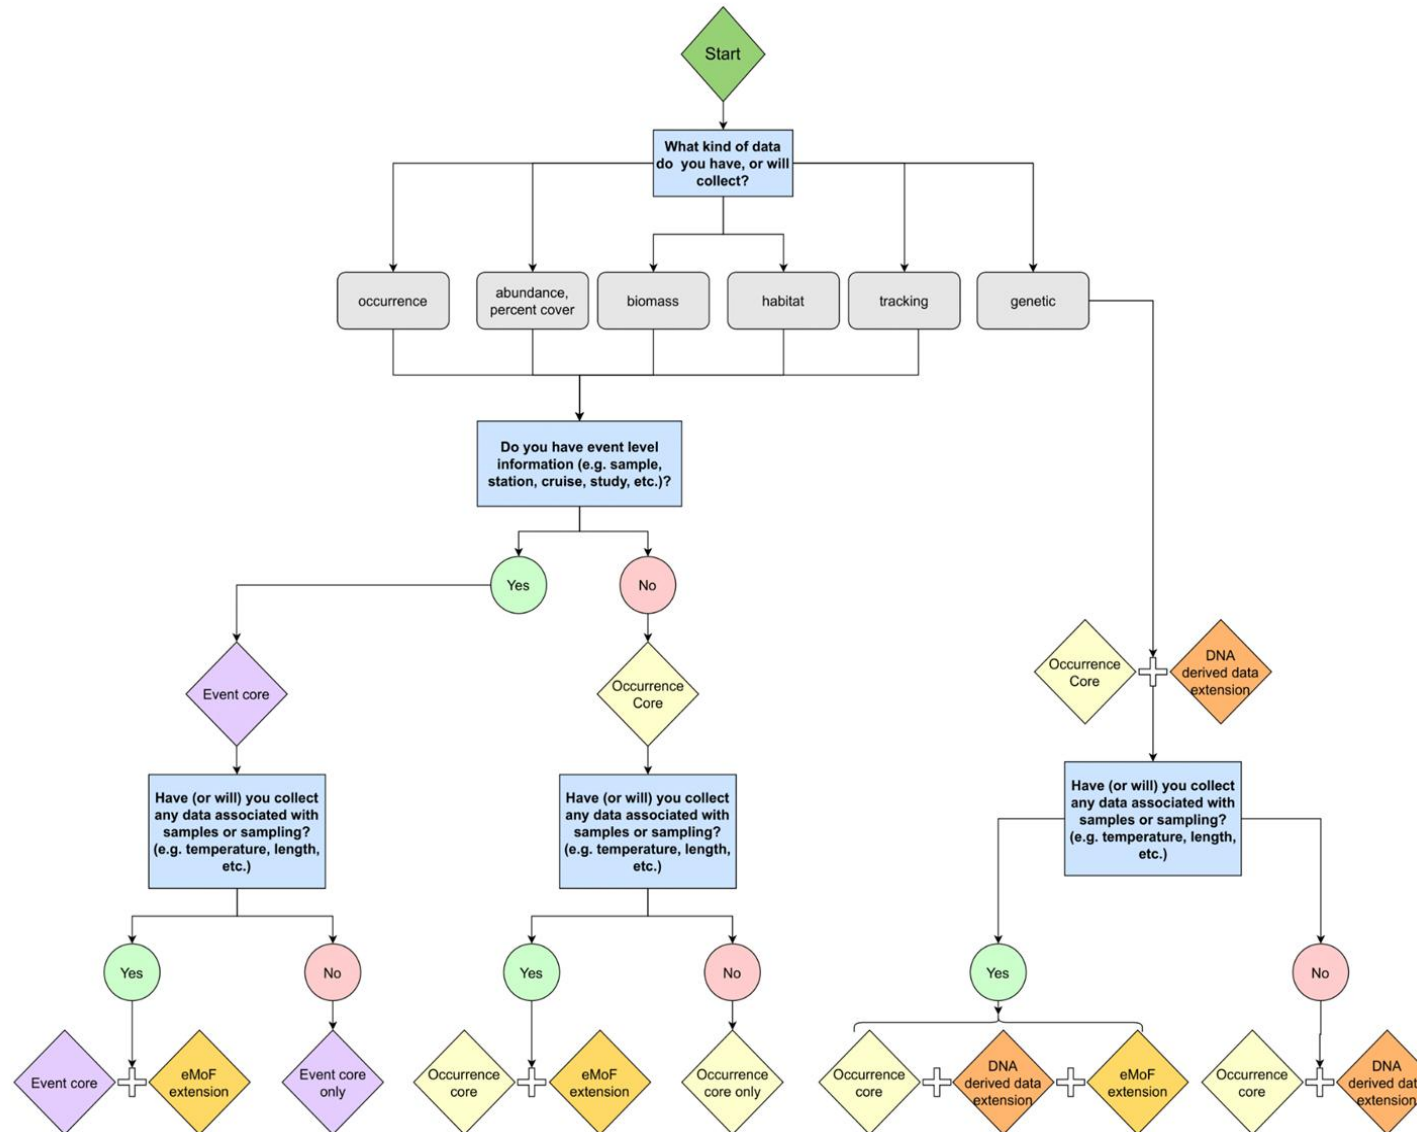 Start
What kind of data
do you have, or will
collect?
occurrence
abundance,
percent cover
biomass
habitat
tracking
genetic
Do you have event level
information (e.g. sample,
station, cruise, study, etc.)?
Yes
No
Event core
Occurrence
Core
Occurrence
Core
DNA
derived data
extension
Have (or will) you collect
any data associated with
samples or sampling?
(e.g. temperature, length,
etc.)
Have (or will) you collect
any data associated with
samples or sampling?
(e.g. temperature, length,
etc.)
Have (or will) you collect
any data associated with
samples or sampling?
(e.g. temperature, length,
etc.)
Yes
No
Yes
No
Yes
No
Event core
eMoF
extension
Event core
only
Occurrence
core
eMoF
extension
Occurrence
core only
Occurrence
core
DNA
derived data
extension
eMoF
extension
Occurrence
core
DNA
derived data
extension